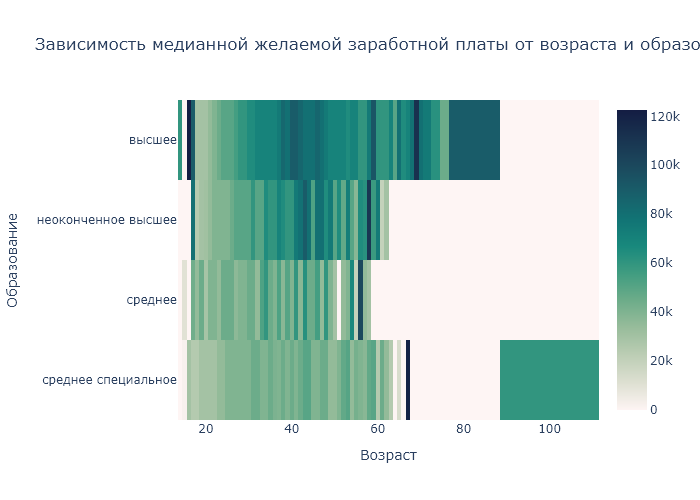 Зависимость медианной желаемой заработной платы от возраста и образо
высшее
неоконченное высшее
среднее
среднее специальное
Образование
20 40 60 80 100
Возраст
120k
100k
80k
60k
40k
20k
0